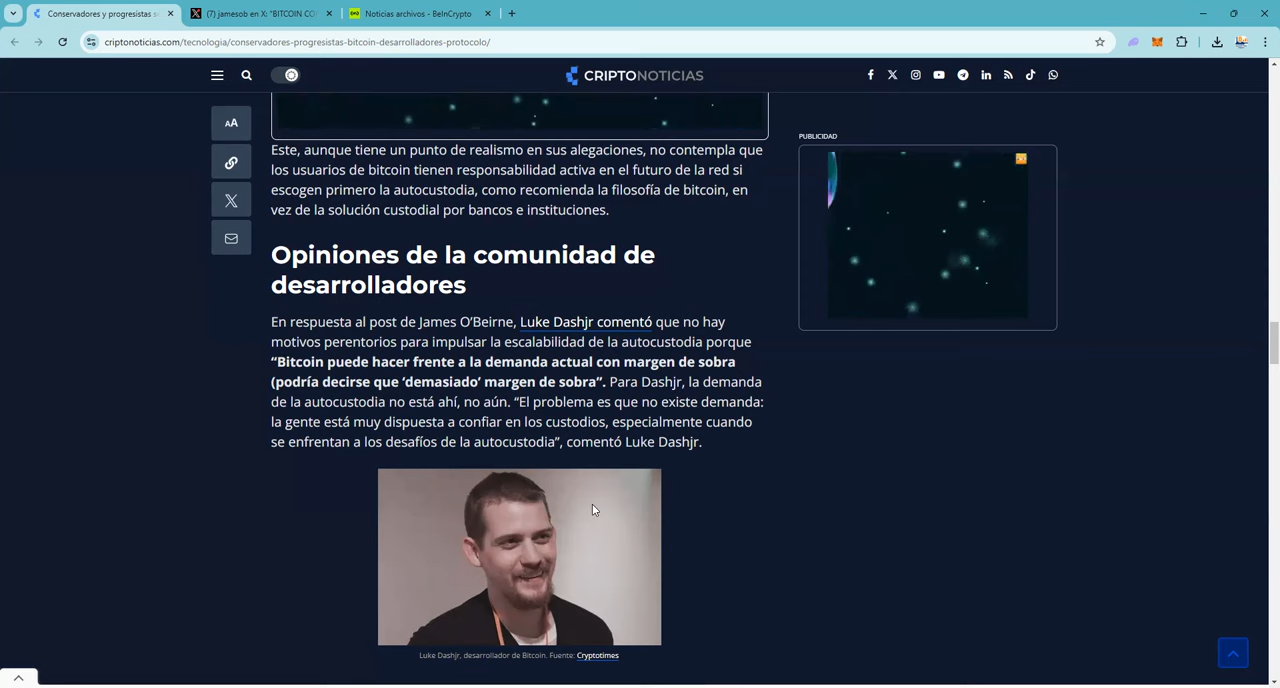 Conservadores y progresistas se
(7) jamesob en X: "BITCOIN CO
Noticias archivos - BeInCrypto
criptonoticias.com/tecnologia/conservadores-progresistas-bitcoin-desarrolladores-protocolo/
CRIPTONOTICIAS
AA
PUBLICIDAD
Este, aunque tiene un punto de realismo en sus alegaciones, no contempla que
los usuarios de bitcoin tienen responsabilidad activa en el futuro de la red si
escogen primero la autocustodia, como recomienda la filosofía de bitcoin, en
vez de la solución custodial por bancos e instituciones.
Opiniones de la comunidad de
desarrolladores
En respuesta al post de James O'Beirne, Luke Dashjr comentó que no hay
motivos perentorios para impulsar la escalabilidad de la autocustodia porque
“Bitcoin puede hacer frente a la demanda actual con margen de sobra
(podría decirse que ‘demasiado’ margen de sobra”. Para Dashjr, la demanda
de la autocustodia no está ahí, no aún. “El problema es que no existe demanda:
la gente está muy dispuesta a confiar en los custodios, especialmente cuando
se enfrentan a los desafíos de la autocustodia”, comentó Luke Dashjr.
Luke Dashjr, desarrollador de Bitcoin. Fuente: Cryptotimes